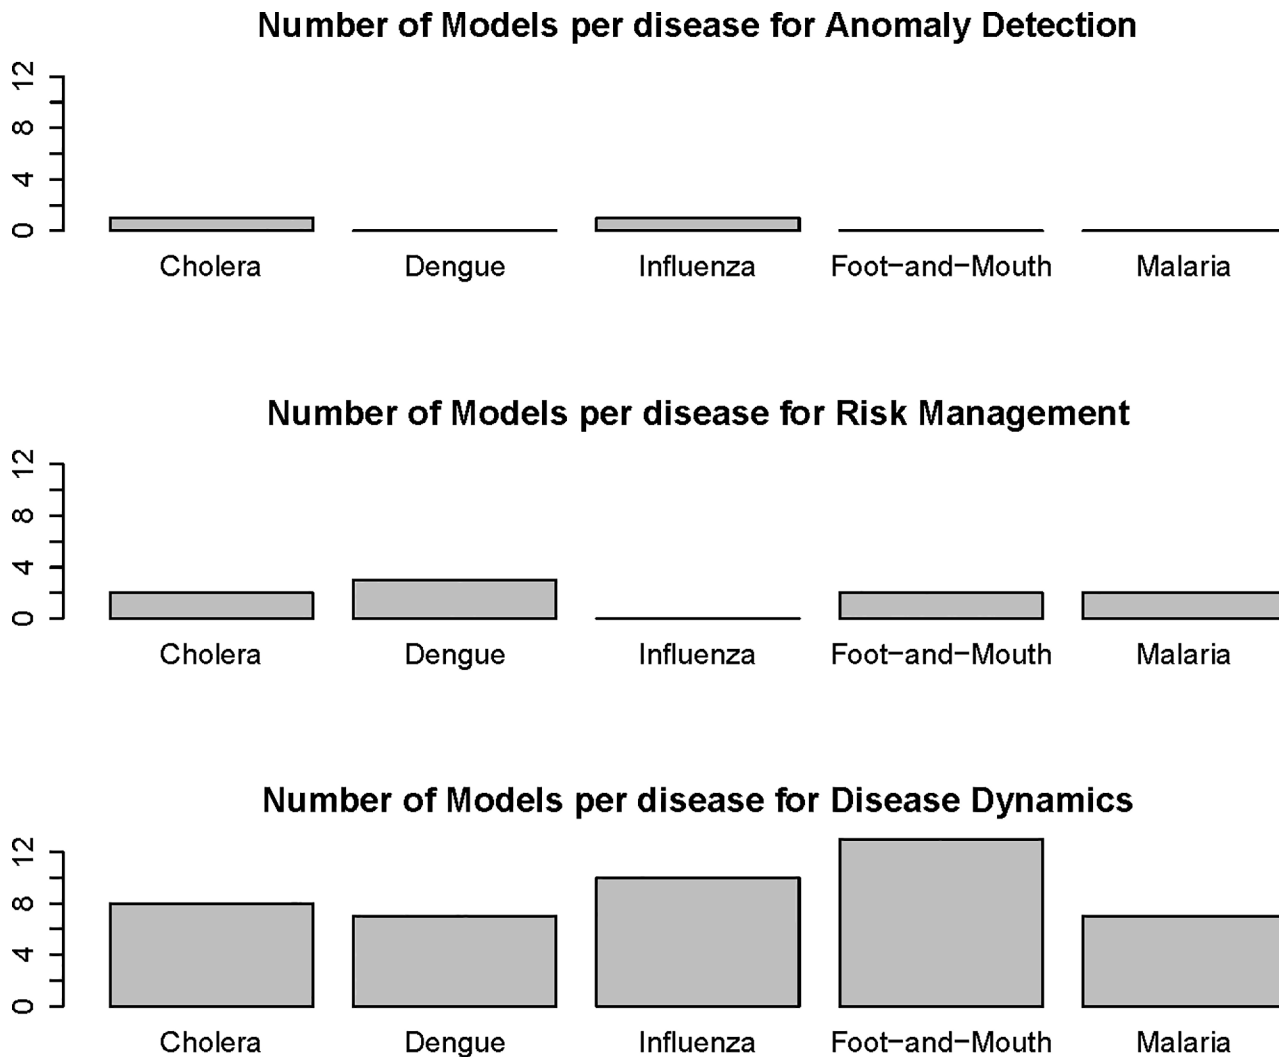 Number of Models per disease for Anomaly Detection
12
8
4
0
Cholera Dengue Influenza Foot−and−Mouth Malaria
Number of Models per disease for Risk Management
12
8
4
0
Cholera Dengue Influenza Foot−and−Mouth Malaria
Number of Models per disease for Disease Dynamics
12
8
4
0
Cholera Dengue Influenza Foot−and−Mouth Malaria